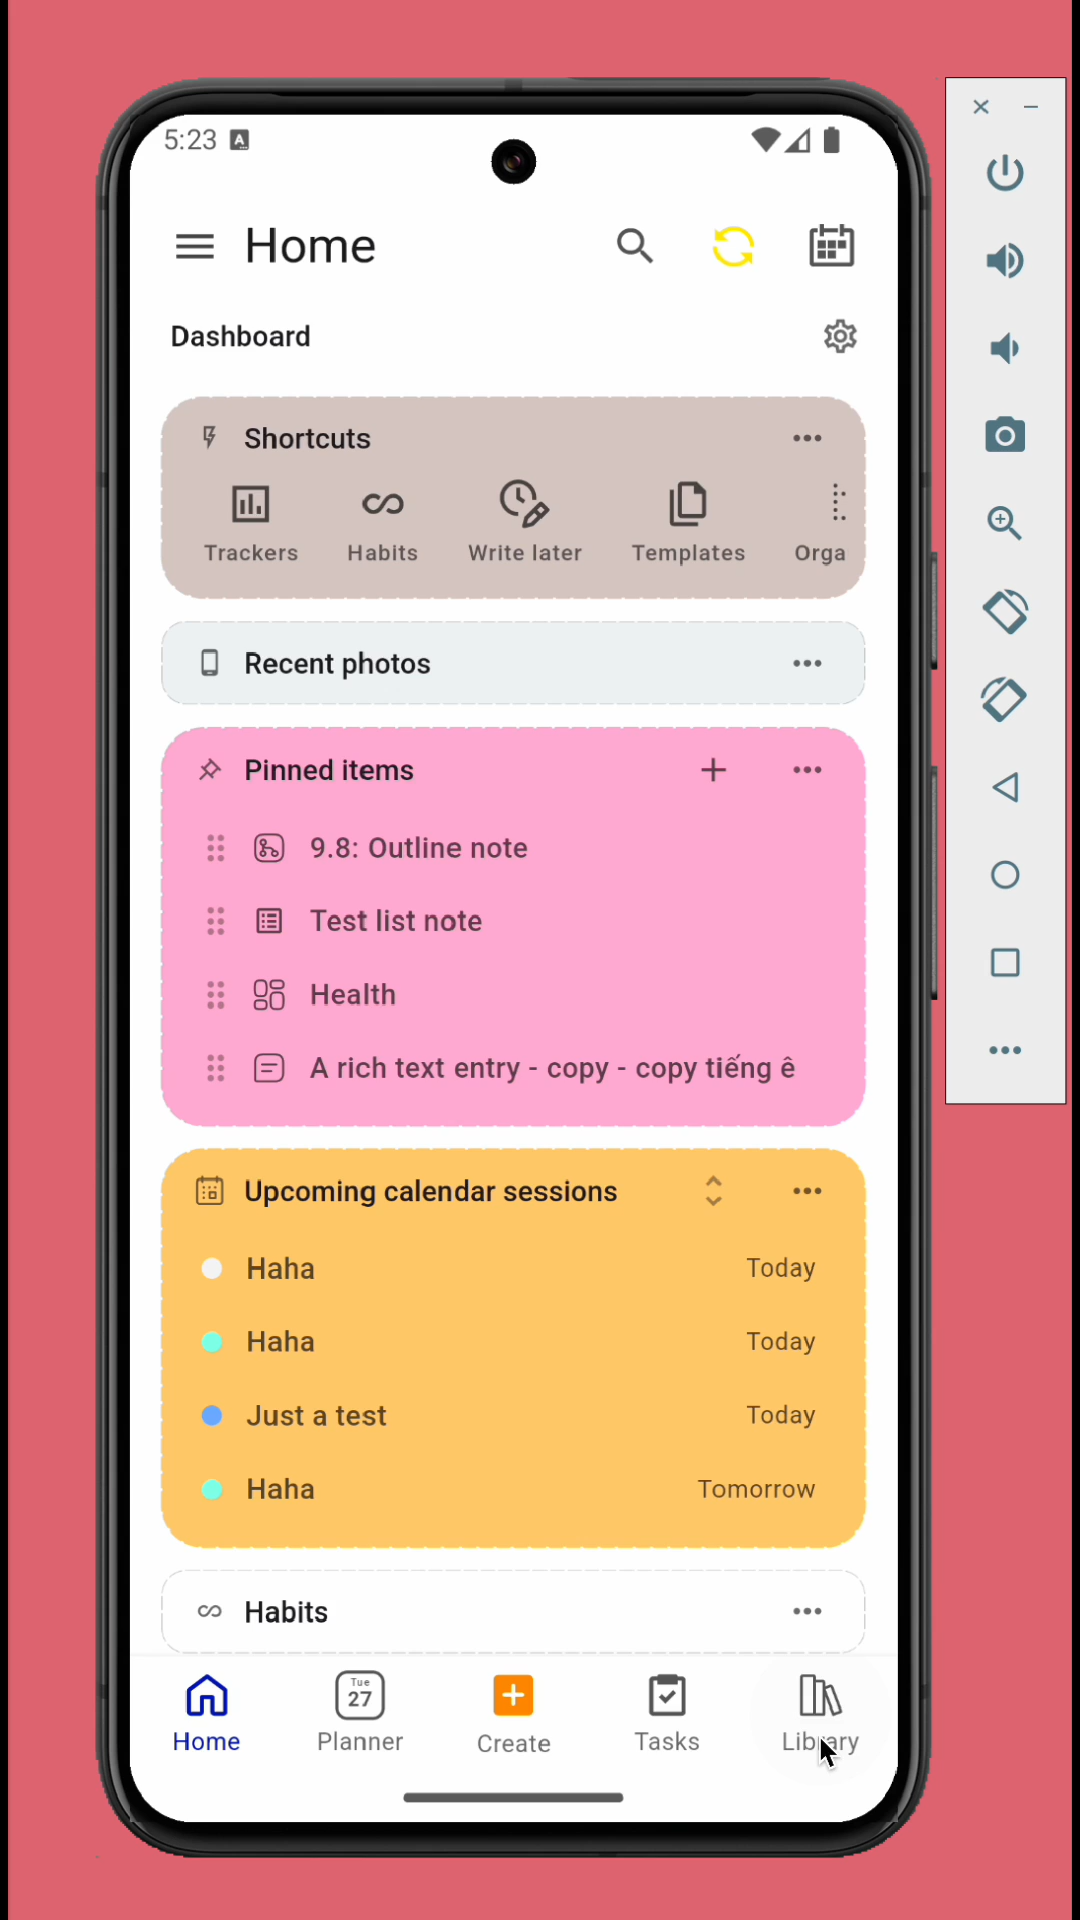 5:23 A
Home
Dashboard
Shortcuts
Trackers Habits Write later Templates Orga
Recent photos
Pinned items
9.8: Outline note
Test list note
Health
A rich text entry - copy - copy tiếng ê
Upcoming calendar sessions
Haha Today
Haha Today
Just a test Today
Haha Tomorrow
Habits
Tue
27
Home Planner Create Tasks Library